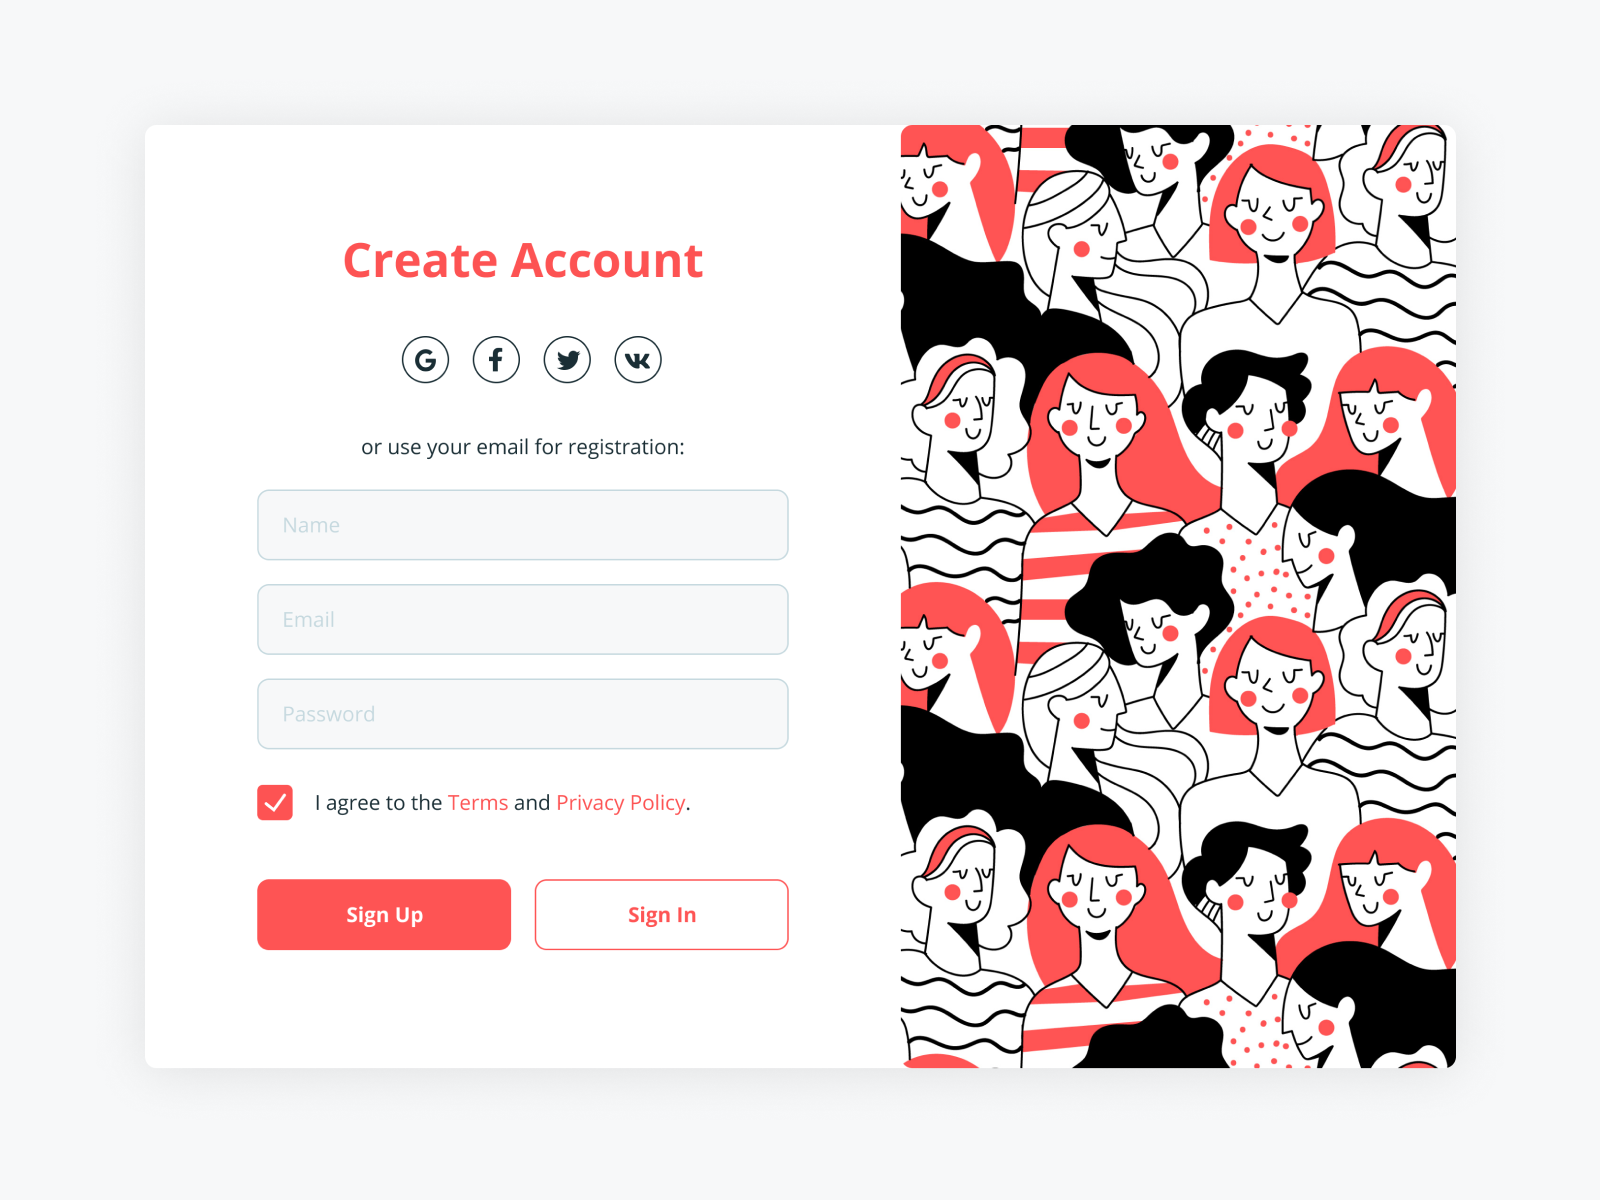 Create Account
or use your email for registration:
Name
Email
Password
I agree to the Terms and Privacy Policy.
Sign Up
Sign In